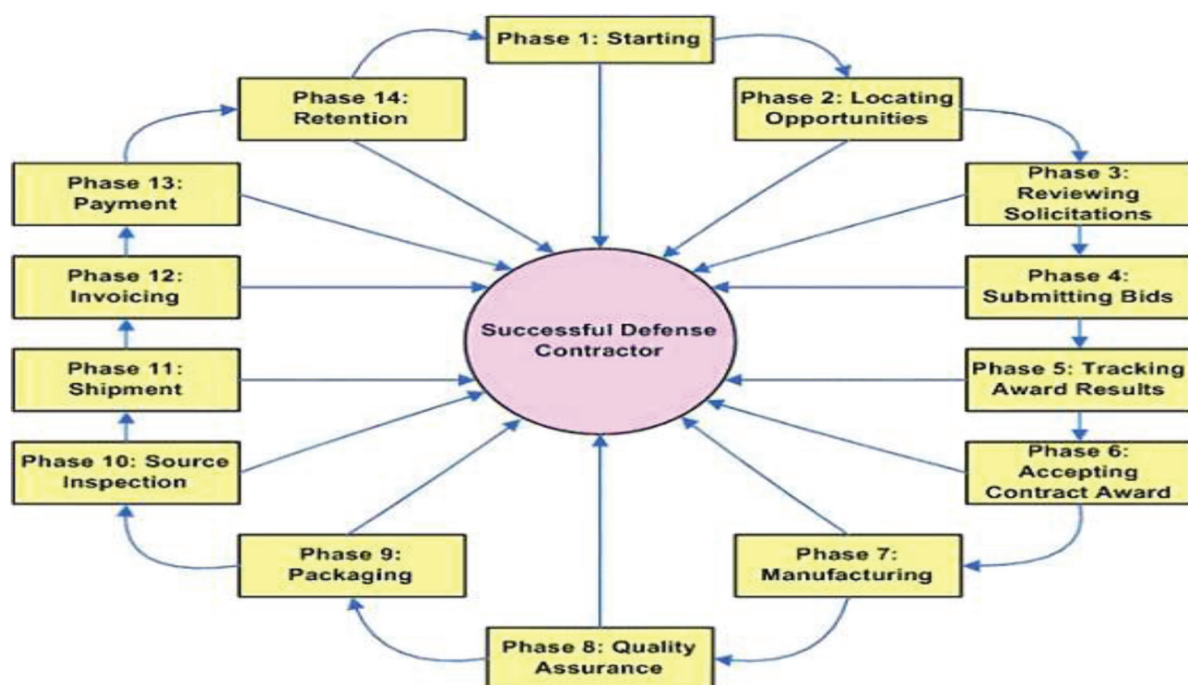 Phase 1: Starting
Phase 2: Locating
Opportunities
Phase 3:
Reviewing
Solicitations
Phase 4:
Submitting Bids
Phase 5: Tracking
Award Results
Phase 6:
Accepting
Contract Award
Phase 7:
Manufacturing
Phase 8: Quality
Assurance
Phase 9:
Packaging
Phase 10: Source
Inspection
Phase 11:
Shipment
Phase 12:
Invoicing
Phase 13:
Payment
Phase 14:
Retention
Successful Defense
Contractor